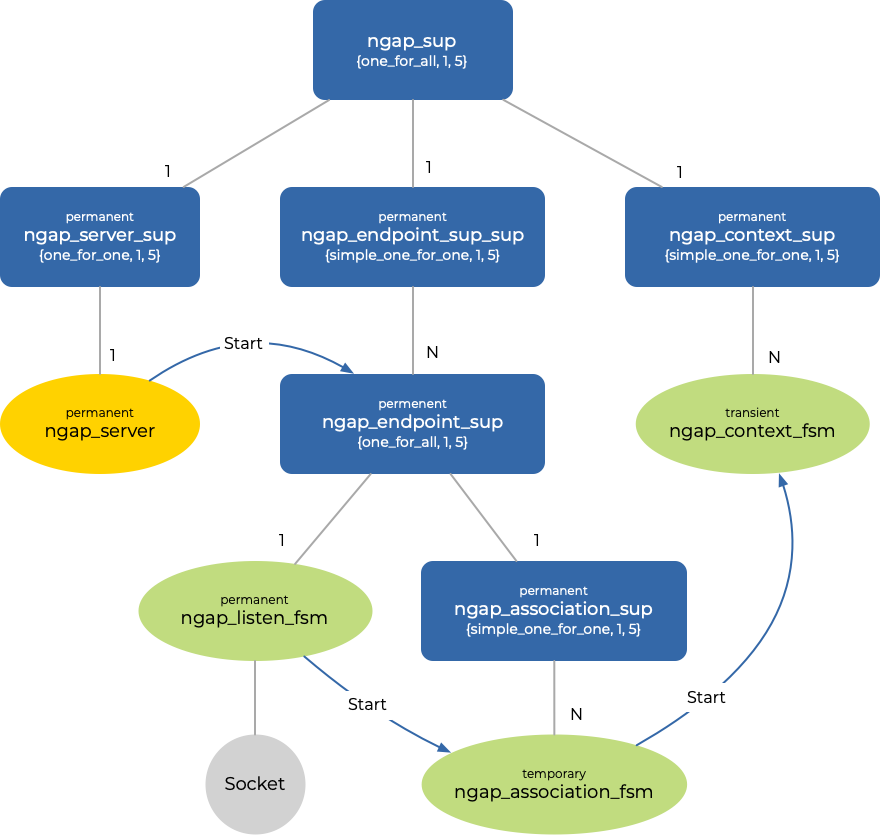 ngap_sup
{one_for_all, 1, 5}
1
1
1
permanent
ngap_server_sup
{one_for_one, 1, 5}
permanent
ngap_endpoint_sup_sup
{simple_one_for_one, 1, 5}
permanent
ngap_context_sup
{simple_one_for_one, 1, 5}
Start
1
N
N
permanent
ngap_server
permenent
ngap_endpoint_sup
{one_for_all, 1, 5}
transient
ngap_context_fsm
1
1
permanent
ngap_listen_fsm
permanent
ngap_association_sup
{simple_one_for_one, 1, 5}
Start
N
Start
Socket
temporary
ngap_association_fsm